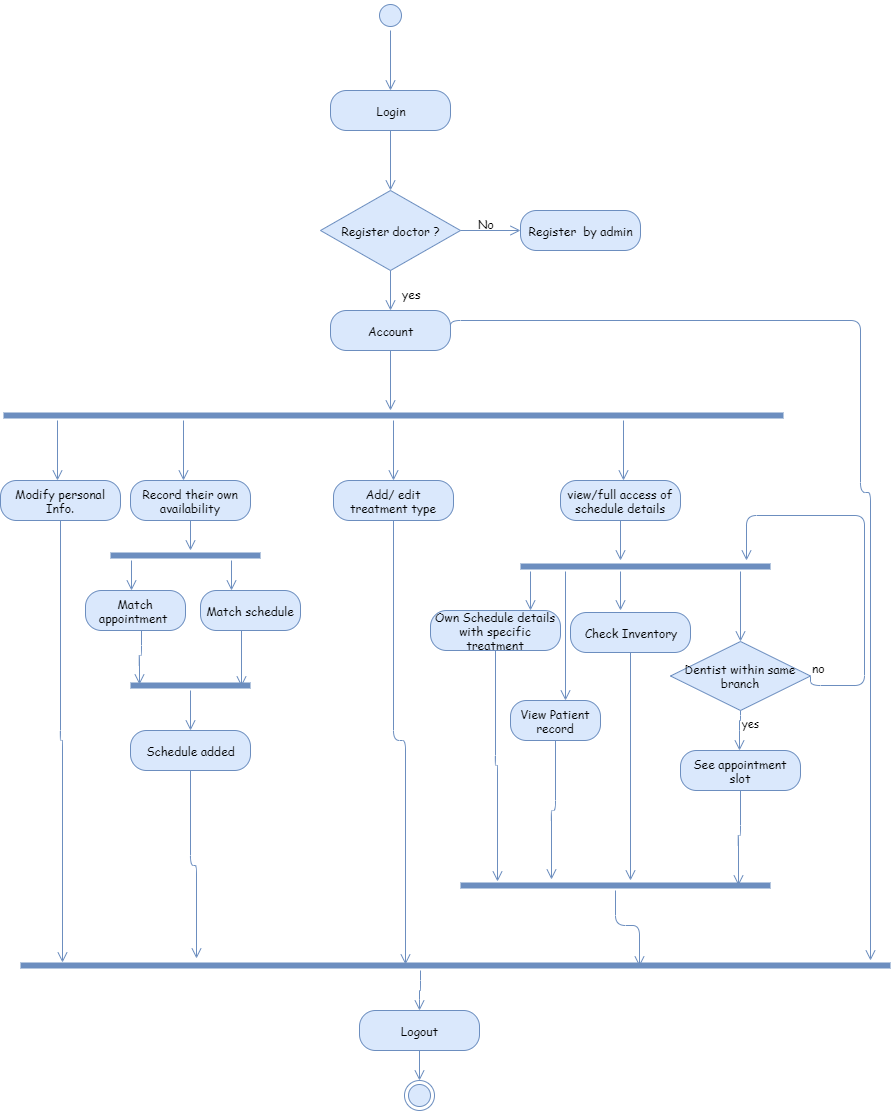 Login
Register doctor ?
No
Register  by admin
yes
Account
Modify personal
Info.
Record their own
availability
Add/ edit
treatment type
view/full access of
schedule details
Match
appointment
Match schedule
Own Schedule details
with specific
treatment
Check Inventory
Dentist within same
branch
no
View Patient
record
yes
Schedule added
See appointment
slot
Logout